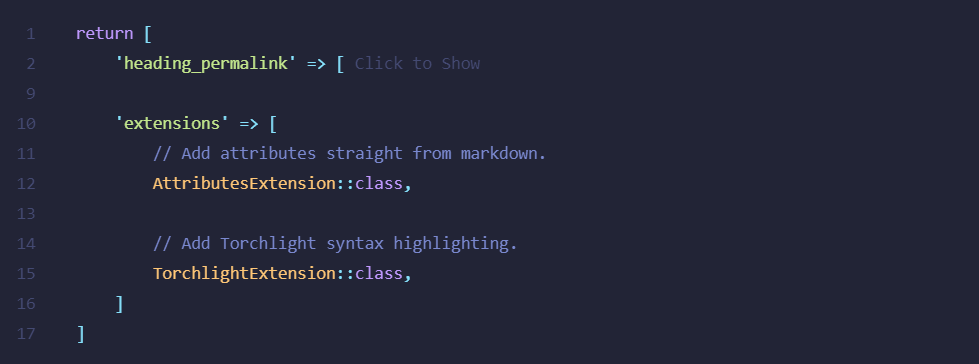 1 return [
2 'heading_permalink' => [ Click to Show
9
10 'extensions' => [
11 // Add attributes straight from markdown.
12 AttributesExtension::class,
13
14 // Add Torchlight syntax highlighting.
15 TorchlightExtension::class,
16 ]
17 ]